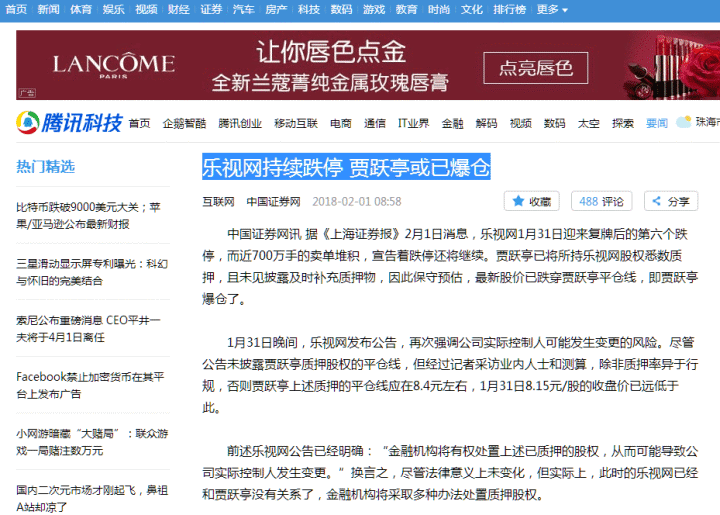 首页 新闻 体育 娱乐 视频 财经 证券 汽车 房产 科技 数码 游戏 教育 时尚 文化 排行榜 更多
LANCÔME
PARIS
让你唇色点金
全新兰蔻菁纯金属玫瑰唇膏
点亮唇色
广告
腾讯科技 首页 企鹅智酷 腾讯创业 移动互联 电商 通信 IT业界 金融 解码 视频 数码 太空 探索 要闻 珠海市
热门精选
比特币跌破9000美元大关；苹
果/亚马逊公布最新财报
三星滑动显示屏专利曝光：科幻
与怀旧的完美结合
索尼公布重磅消息 CEO平井一
夫将于4月1日离任
Facebook禁止加密货币在其平
台上发布广告
小网游暗藏“大赌局”：联众游
戏一局赌注数万元
国内二次元市场才刚起飞，鼻祖
A站却凉了
乐视网持续跌停 贾跃亭或已爆仓
互联网 中国证券网 2018-02-01 08:58
收藏 488 评论 分享
中国证券网讯 据《上海证券报》2月1日消息，乐视网1月31日迎来复牌后的第六个跌
停，而近700万手的卖单堆积，宣告着跌停还将继续。贾跃亭已将所持乐视网股权悉数质
押，且未见披露及时补充质押物，因此保守预估，最新股价已跌穿贾跃亭平仓线，即贾跃亭
爆仓了。
1月31日晚间，乐视网发布公告，再次强调公司实际控制人可能发生变更的风险。尽管
公告未披露贾跃亭质押股权的平仓线，但经过记者采访业内人士和测算，除非质押率异于行
规，否则贾跃亭上述质押的平仓线应在8.4元左右，1月31日8.15元/股的收盘价已远低于
此。
前述乐视网公告已经明确：“金融机构将有权处置上述已质押的股权，从而可能导致公
司实际控制人发生变更。”换言之，尽管法律意义上未变化，但实际上，此时的乐视网已经
和贾跃亭没有关系了，金融机构将采取多种办法处置质押股权。